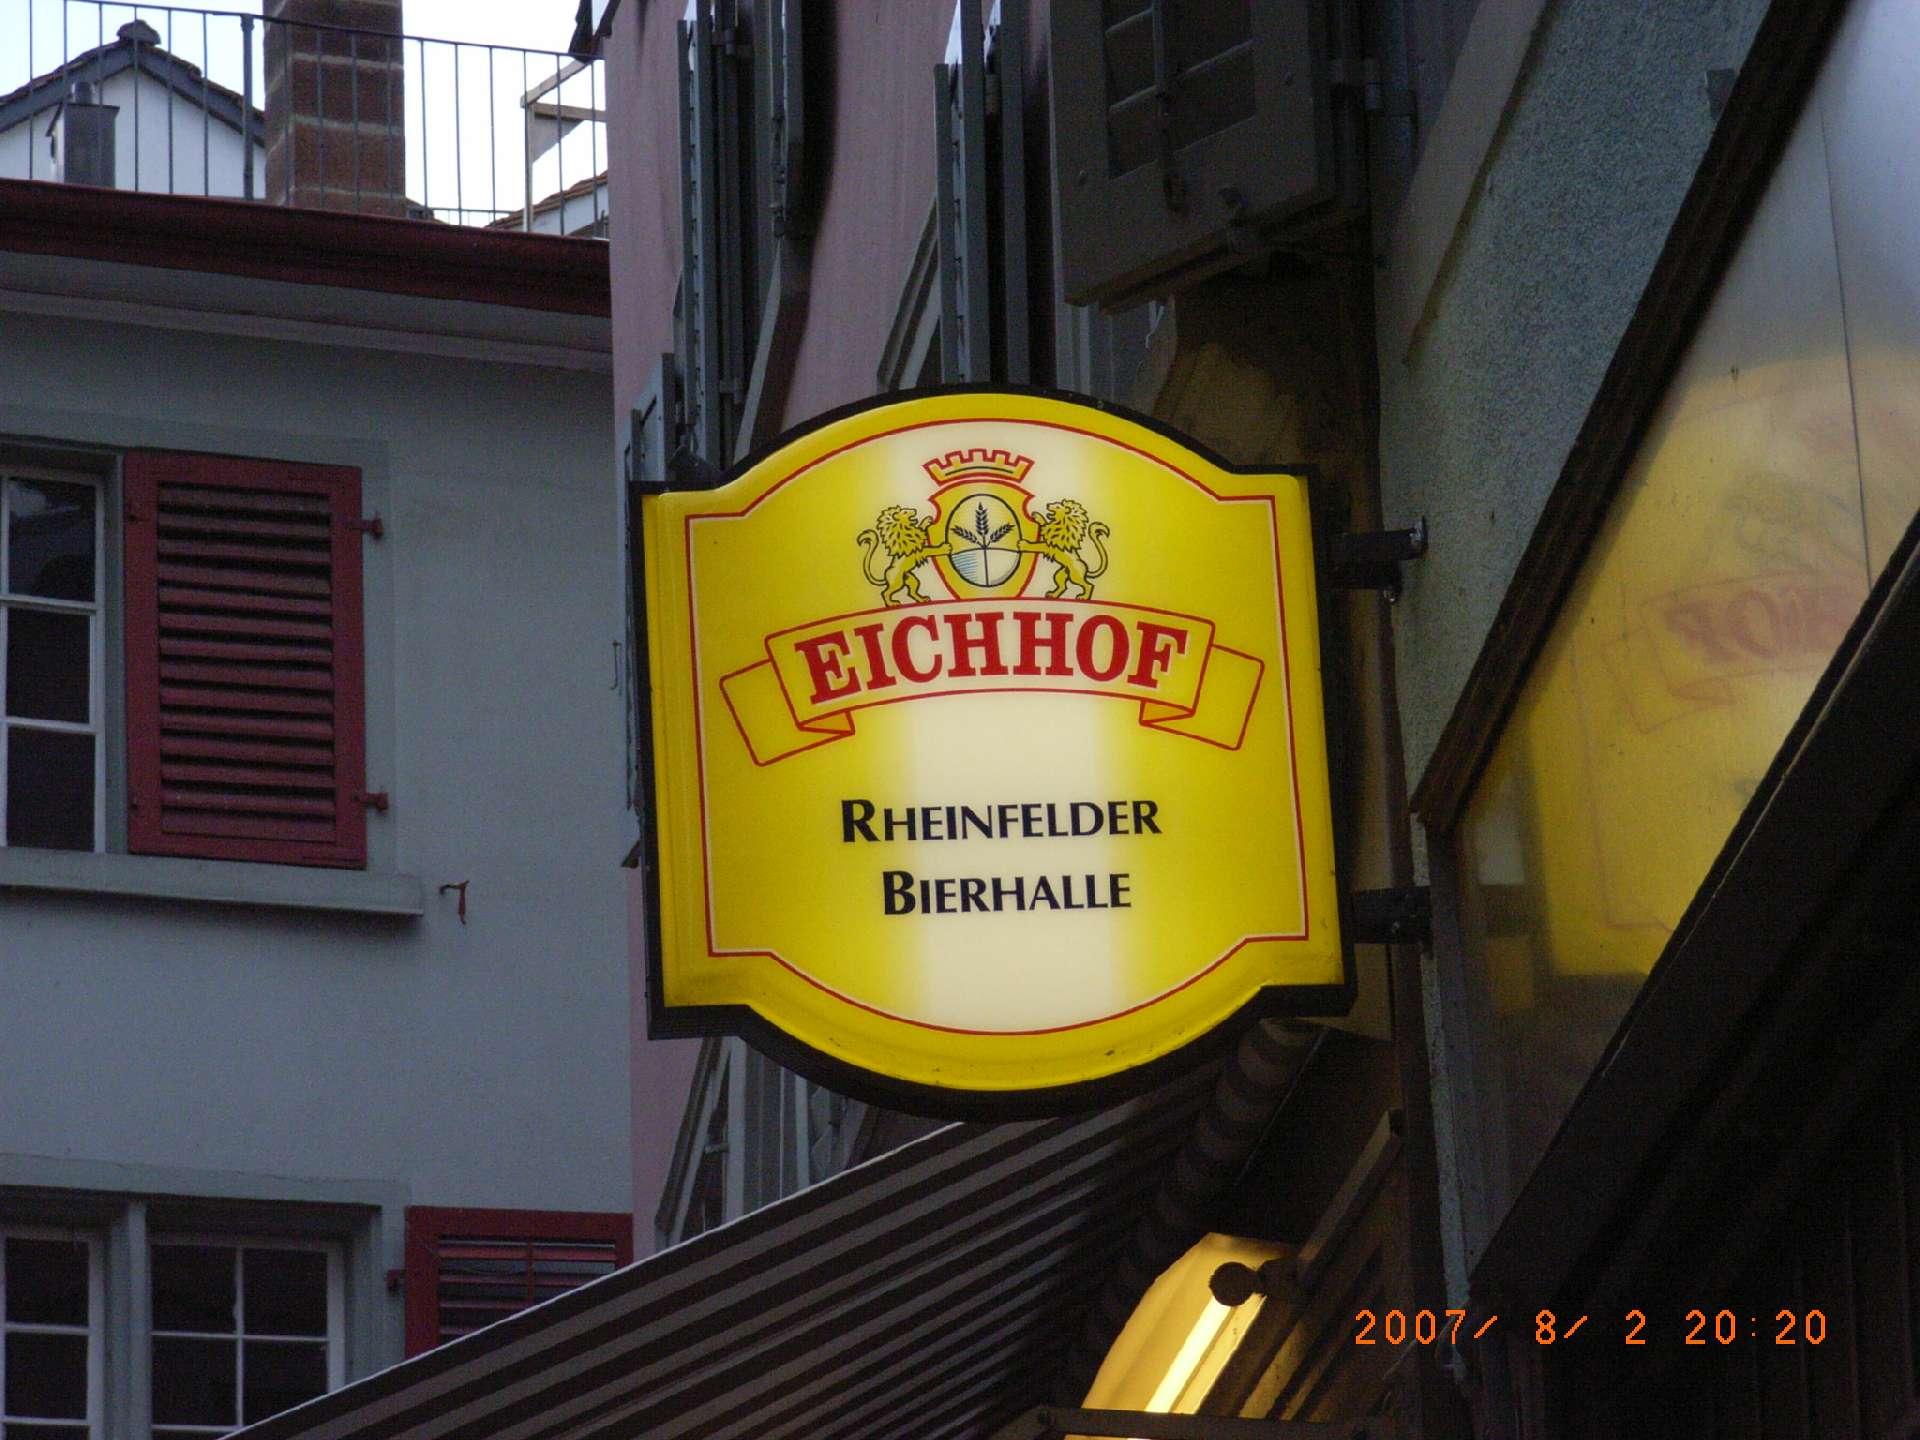 EICHHOF
RHEINFELDER
BIERHALLE
2007/ 8/ 2 20:20